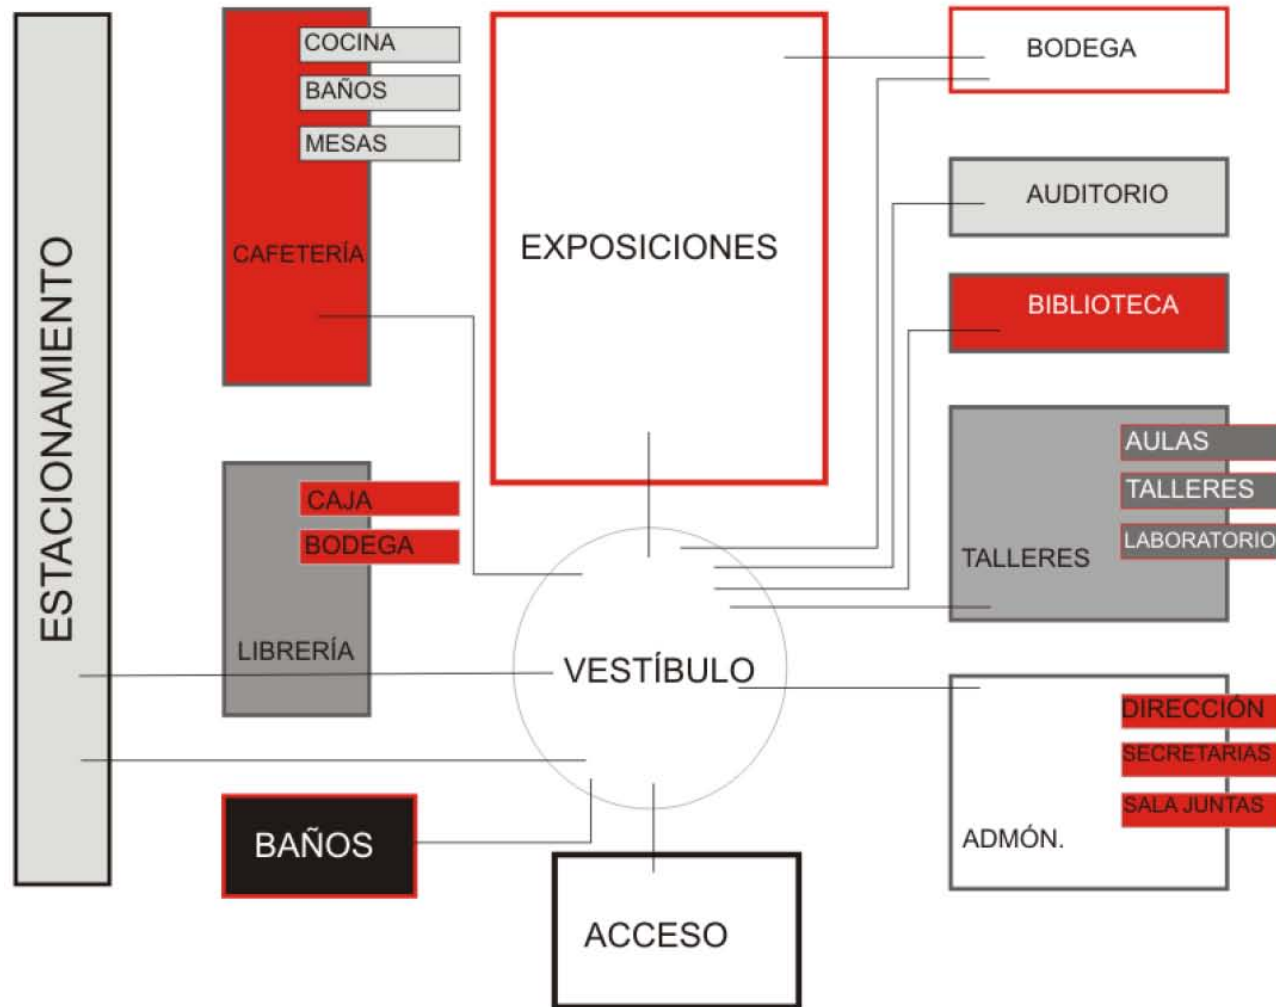 ESTACIONAMIENTO
COCINA
BAÑOS
MESAS
CAFETERÍA
CAJA
BODEGA
LIBRERÍA
BAÑOS
EXPOSICIONES
VESTÍBULO
ACCESO
BODEGA
AUDITORIO
BIBLIOTECA
AULAS
TALLERES
LABORATORIO
TALLERES
DIRECCIÓN
SECRETARIAS
SALA JUNTAS
ADMÓN.